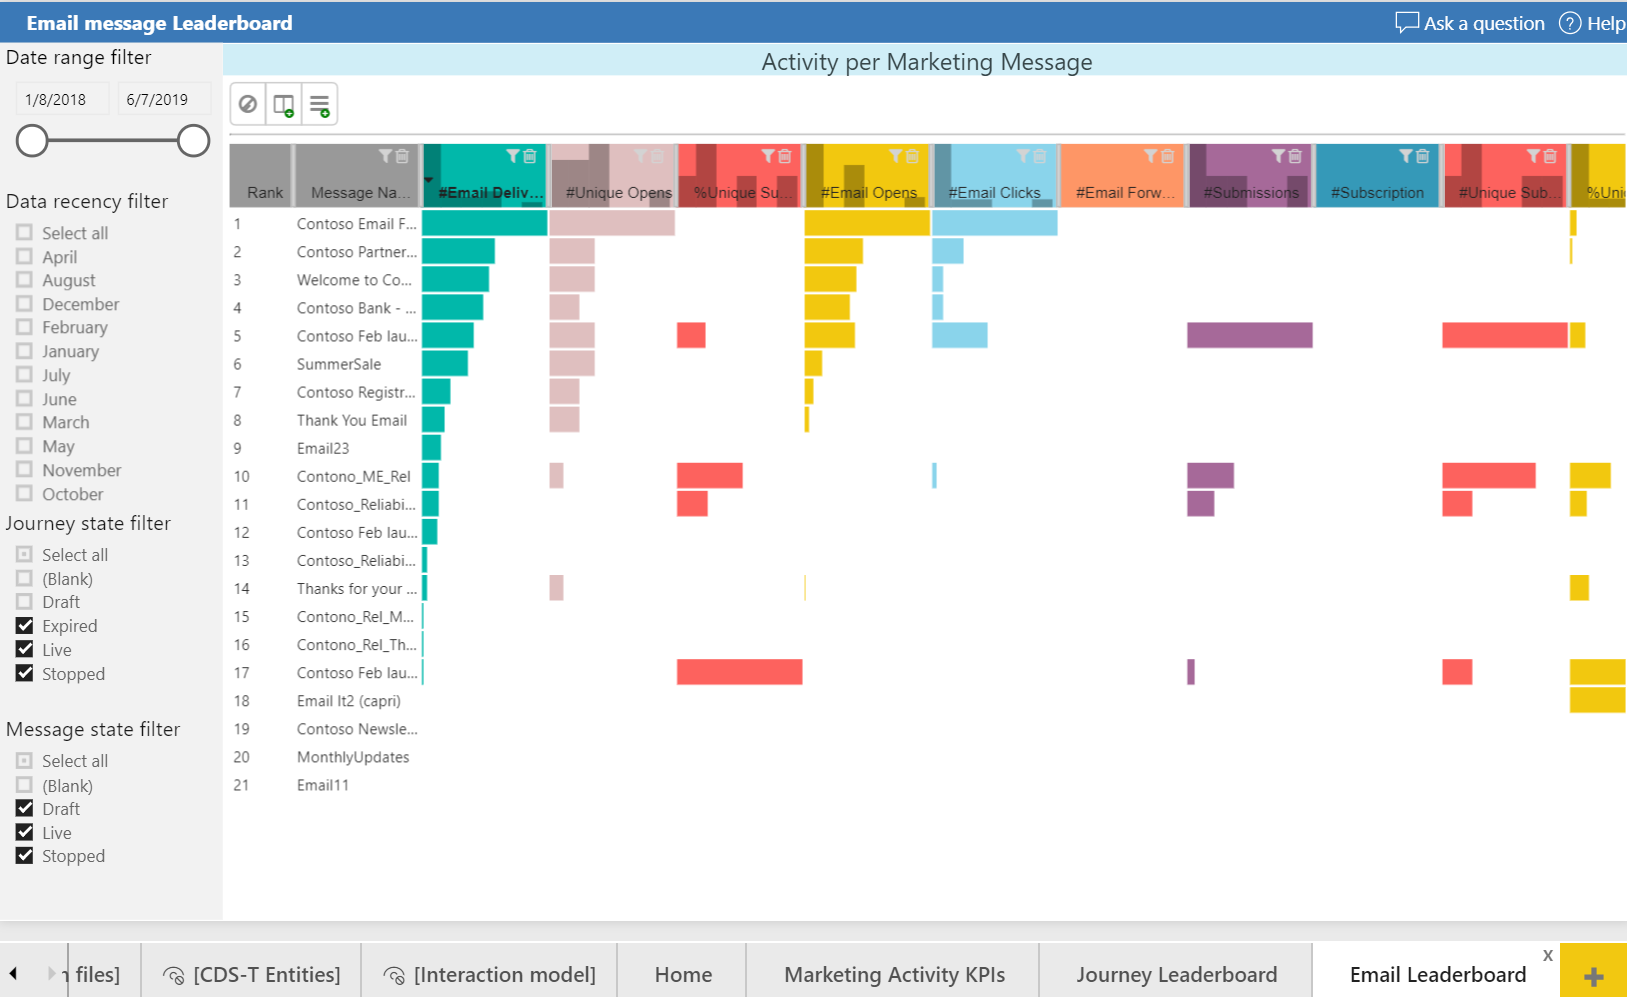 Email message Leaderboard
Ask a question
? Help
Date range filter
1/8/2018 6/7/2019
Data recency filter
Select all
April
August
December
February
January
July
June
March
May
November
October
Journey state filter
Select all
(Blank)
Draft
Expired
Live
Stopped
Message state filter
Select all
(Blank)
Draft
Live
Stopped
Activity per Marketing Message
Rank Message Na... #Email Deliv... #Unique Opens %Unique Su... #Email Opens #Email Clicks #Email Forw... #Submissions #Subscription #Unique Sub... %Uni
1 Contoso Email F...
2 Contoso Partner...
3 Welcome to Co...
4 Contoso Bank - ...
5 Contoso Feb lau...
6 SummerSale
7 Contoso Registr...
8 Thank You Email
9 Email23
10 Contono_ME_Rel
11 Contoso_Reliabi...
12 Contoso Feb lau...
13 Contoso_Reliabi...
14 Thanks for your ...
15 Contono_Rel_M...
16 Contono_Rel_Th...
17 Contoso Feb lau...
18 Email It2 (capri)
19 Contoso Newsle...
20 MonthlyUpdates
21 Email11
files] [CDS-T Entities] [Interaction model] Home Marketing Activity KPIs Journey Leaderboard Email Leaderboard X +